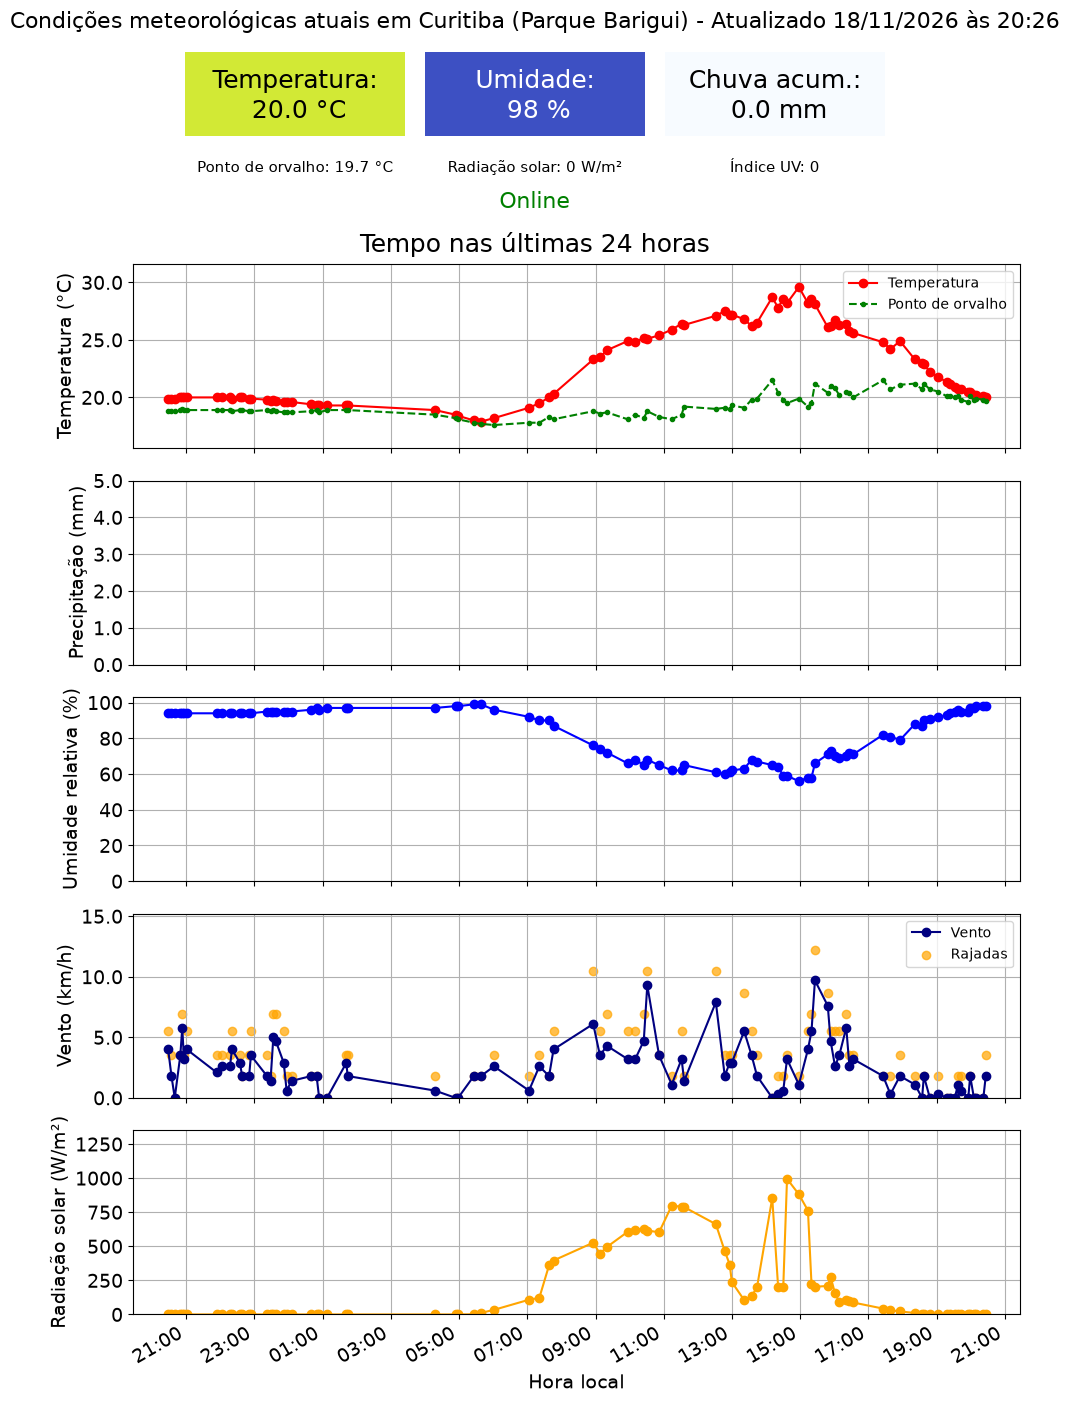 Condições meteorológicas atuais em Curitiba (Parque Barigui) - Atualizado 18/11/2026 às 20:26
Temperatura:
20.0 °C
Umidade:
98 %
Chuva acum.:
0.0 mm
Ponto de orvalho: 19.7 °C
Radiação solar: 0 W/m²
Índice UV: 0
Online
Tempo nas últimas 24 horas
Temperatura (°C)
30.0
25.0
20.0
Temperatura
Ponto de orvalho
Precipitação (mm)
5.0
4.0
3.0
2.0
1.0
0.0
Umidade relativa (%)
100
80
60
40
20
0
Vento (km/h)
15.0
10.0
5.0
0.0
Vento
Rajadas
Radiação solar (W/m²)
1250
1000
750
500
250
0
21:00
23:00
01:00
03:00
05:00
07:00
09:00
11:00
13:00
15:00
17:00
19:00
21:00
Hora local